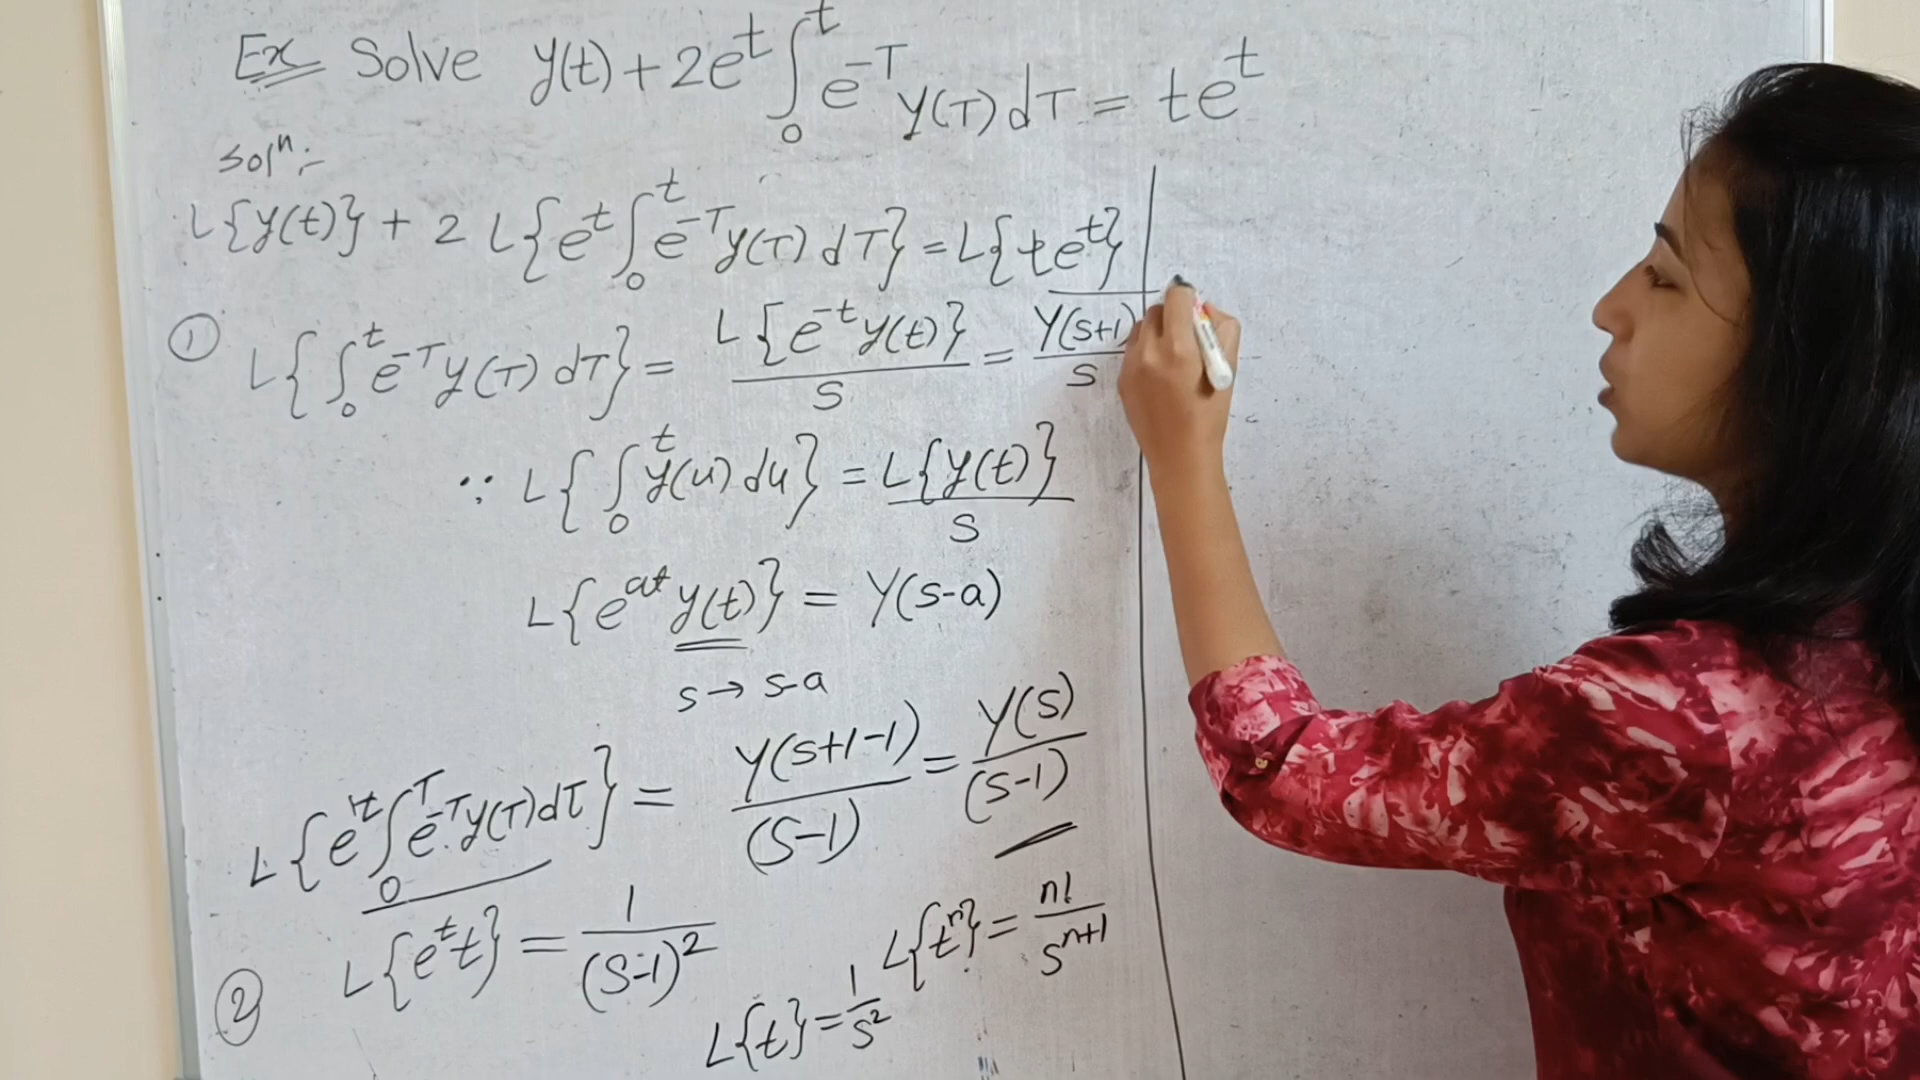 Ex Solve y(t) + 2e^t ∫_0^t e^{-T} y(T) dT = te^t
solⁿ:-
L{y(t)} + 2 L{e^t ∫_0^t e^{-T} y(T) dT} = L{te^t}
① L{∫_0^t e^{-T} y(T) dT} = L{e^{-t} y(t)}/S = Y(s+1)/S
∵ L{∫_0^t y(u) du} = L{y(t)}/S
L{e^{at} y(t)} = Y(s-a)
s → s-a
L{e^{1t} ∫_0^T e^{-T} y(T) dT} = Y(s+1-1)/(S-1) = Y(S)/(S-1)
② L{e^t t} = 1/(S-1)^2
L{t^n} = n!/S^{n+1}
L{t} = 1/S^2